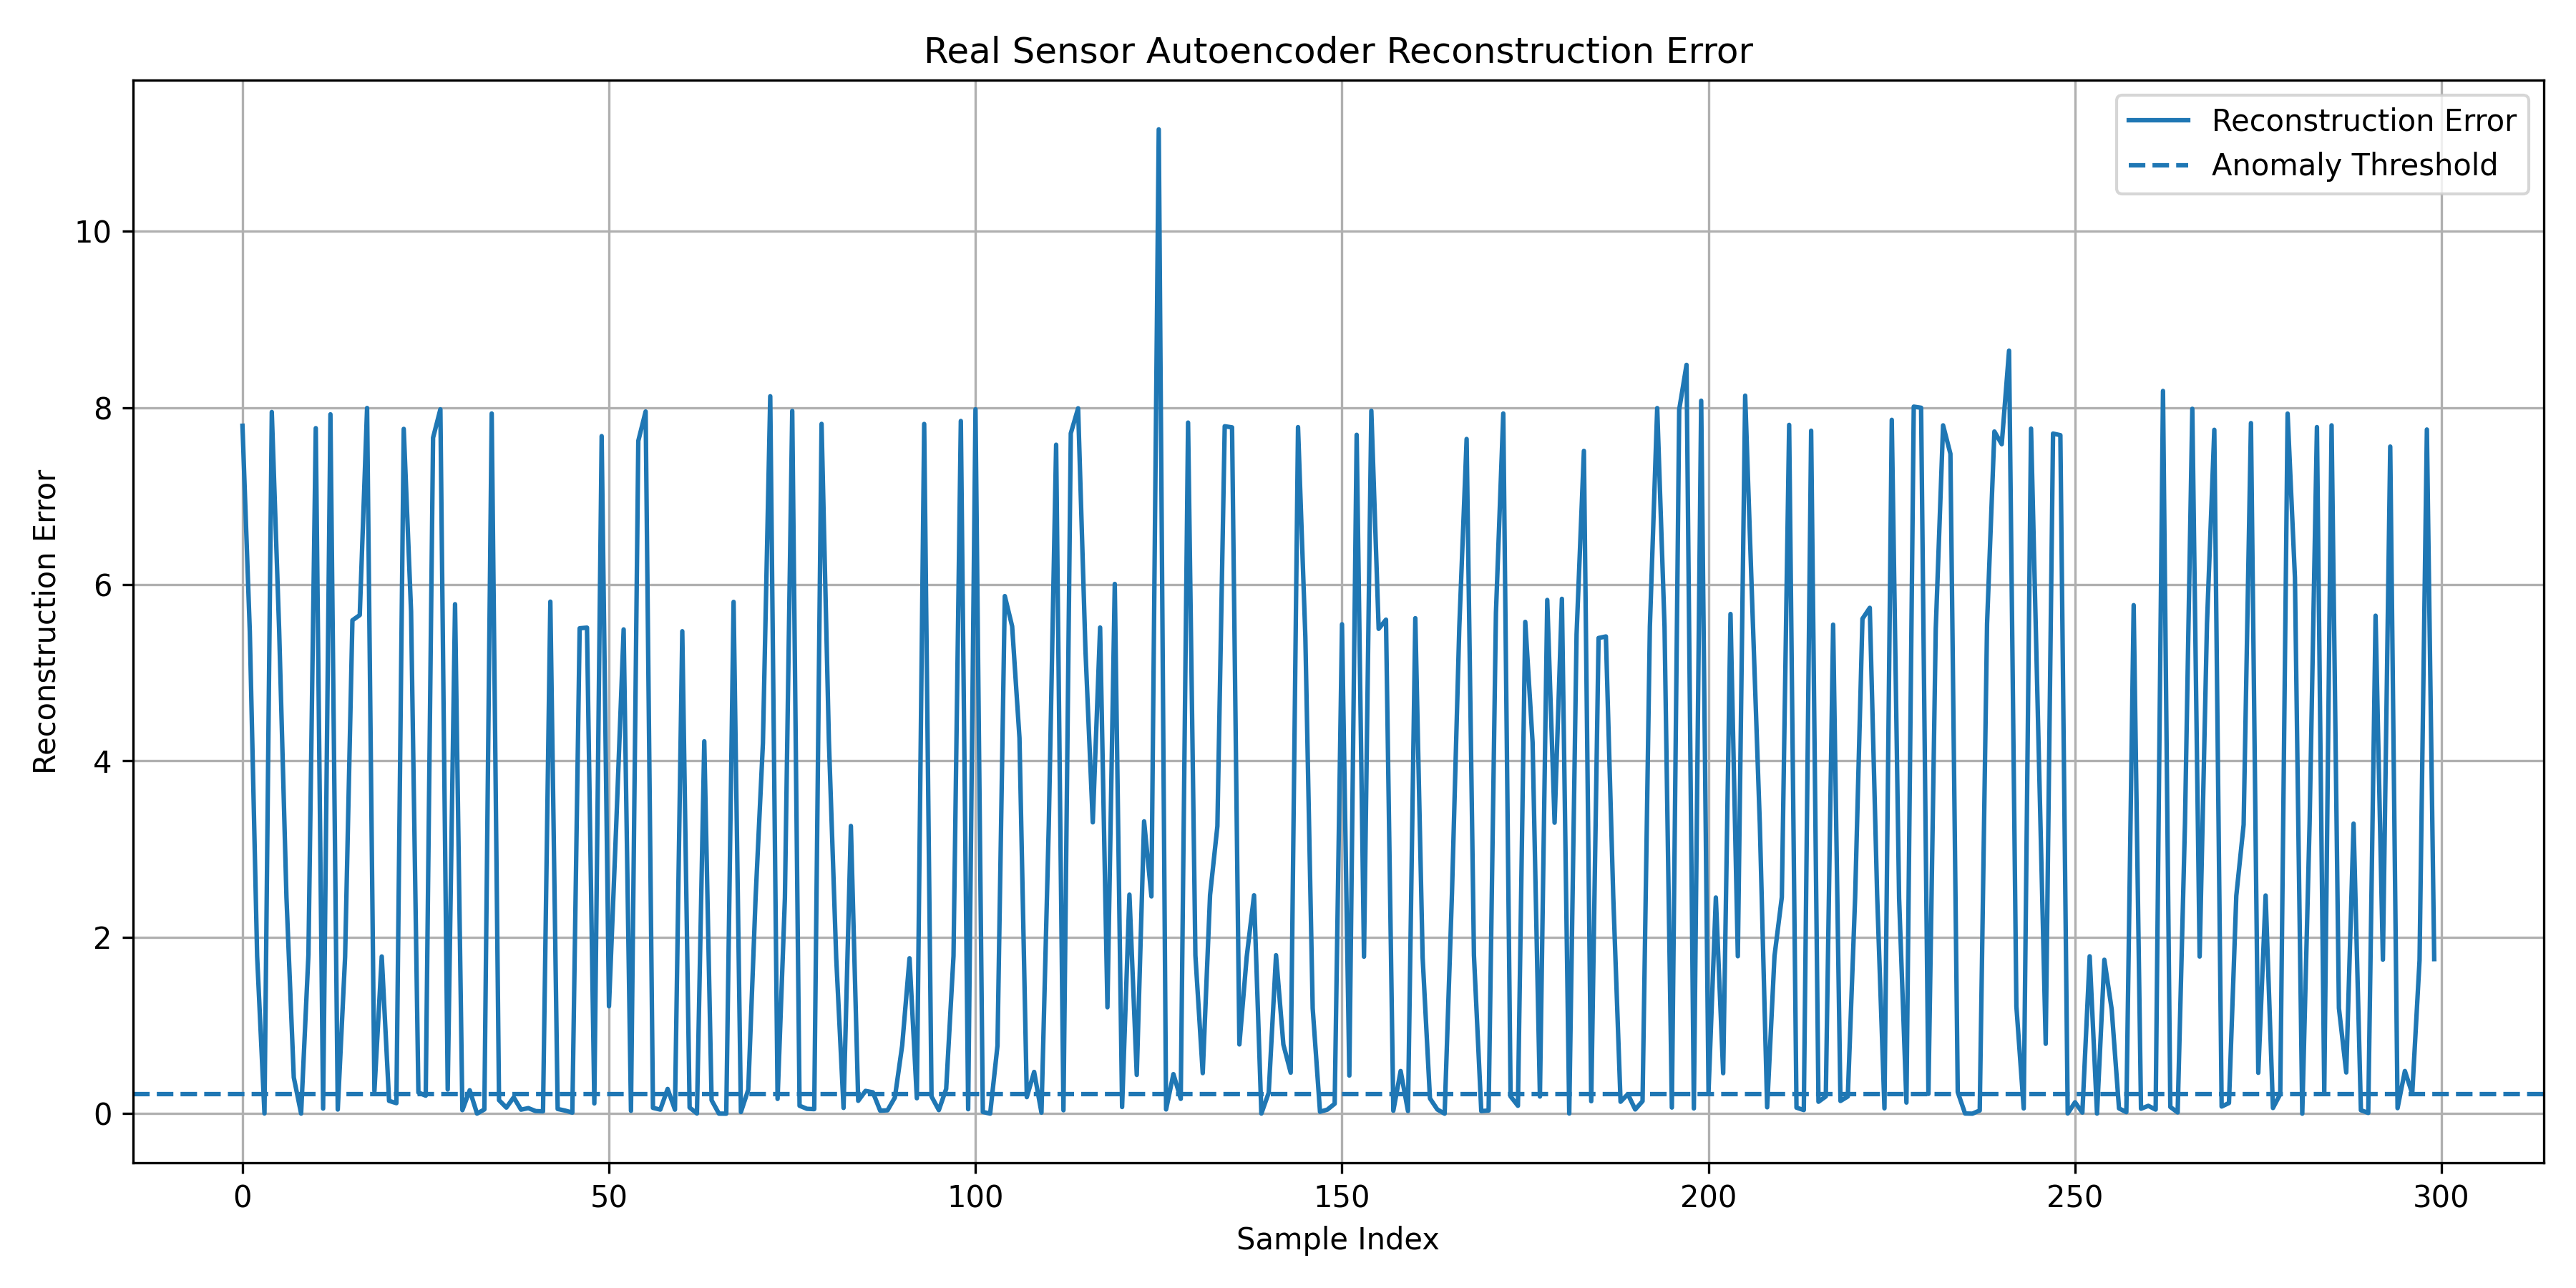 Real Sensor Autoencoder Reconstruction Error
Reconstruction Error
Anomaly Threshold
10
8
6
4
2
0
Reconstruction Error
0 50 100 150 200 250 300
Sample Index